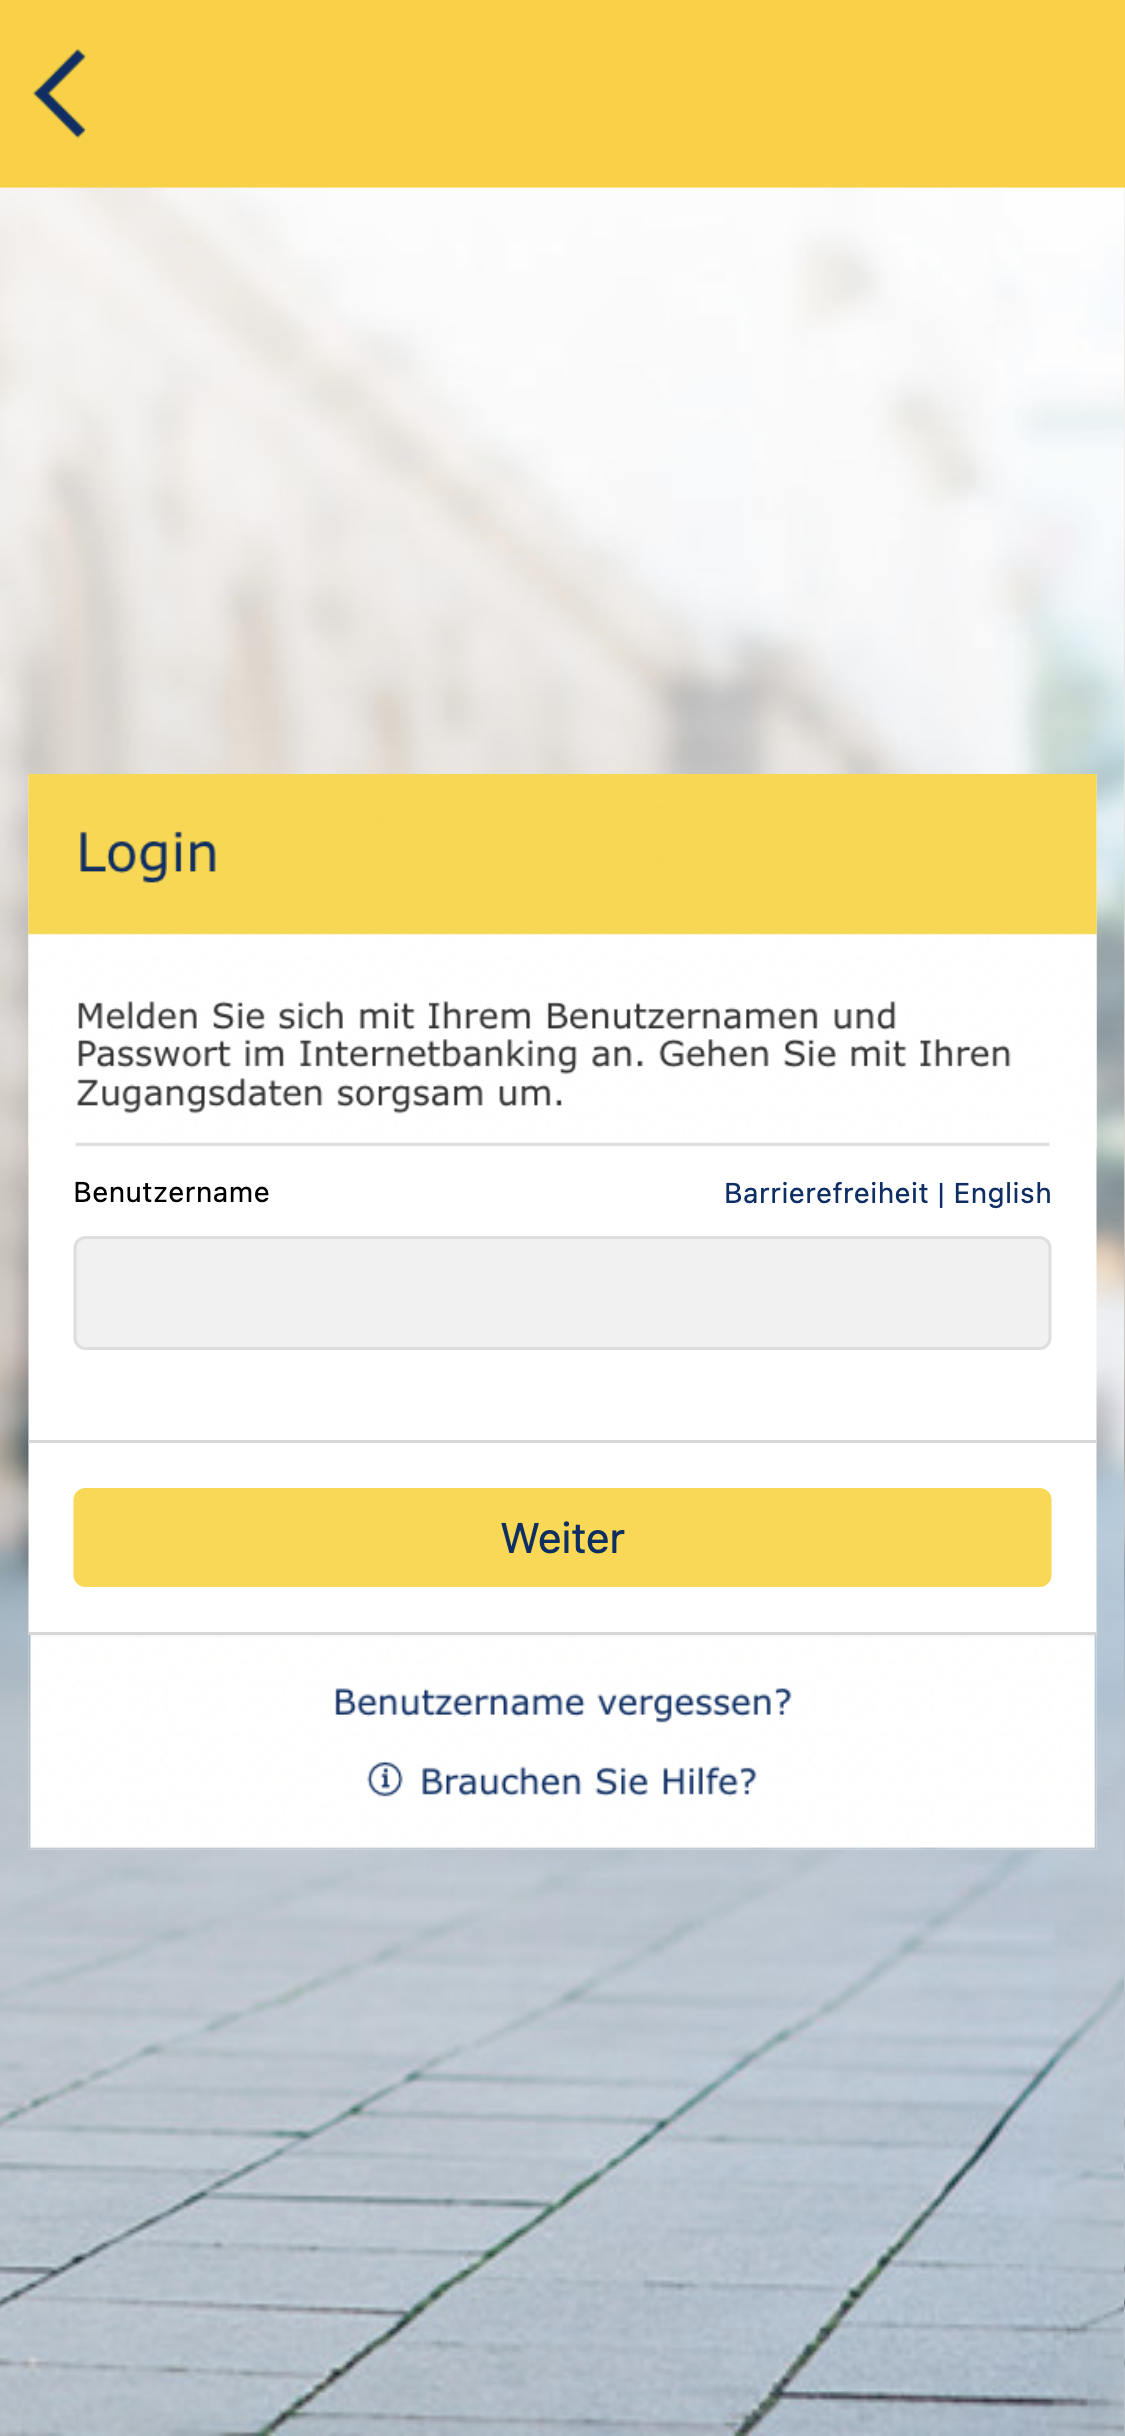 Login
Melden Sie sich mit Ihrem Benutzernamen und
Passwort im Internetbanking an. Gehen Sie mit Ihren
Zugangsdaten sorgsam um.
Benutzername
Barrierefreiheit | English
Weiter
Benutzername vergessen?
Brauchen Sie Hilfe?